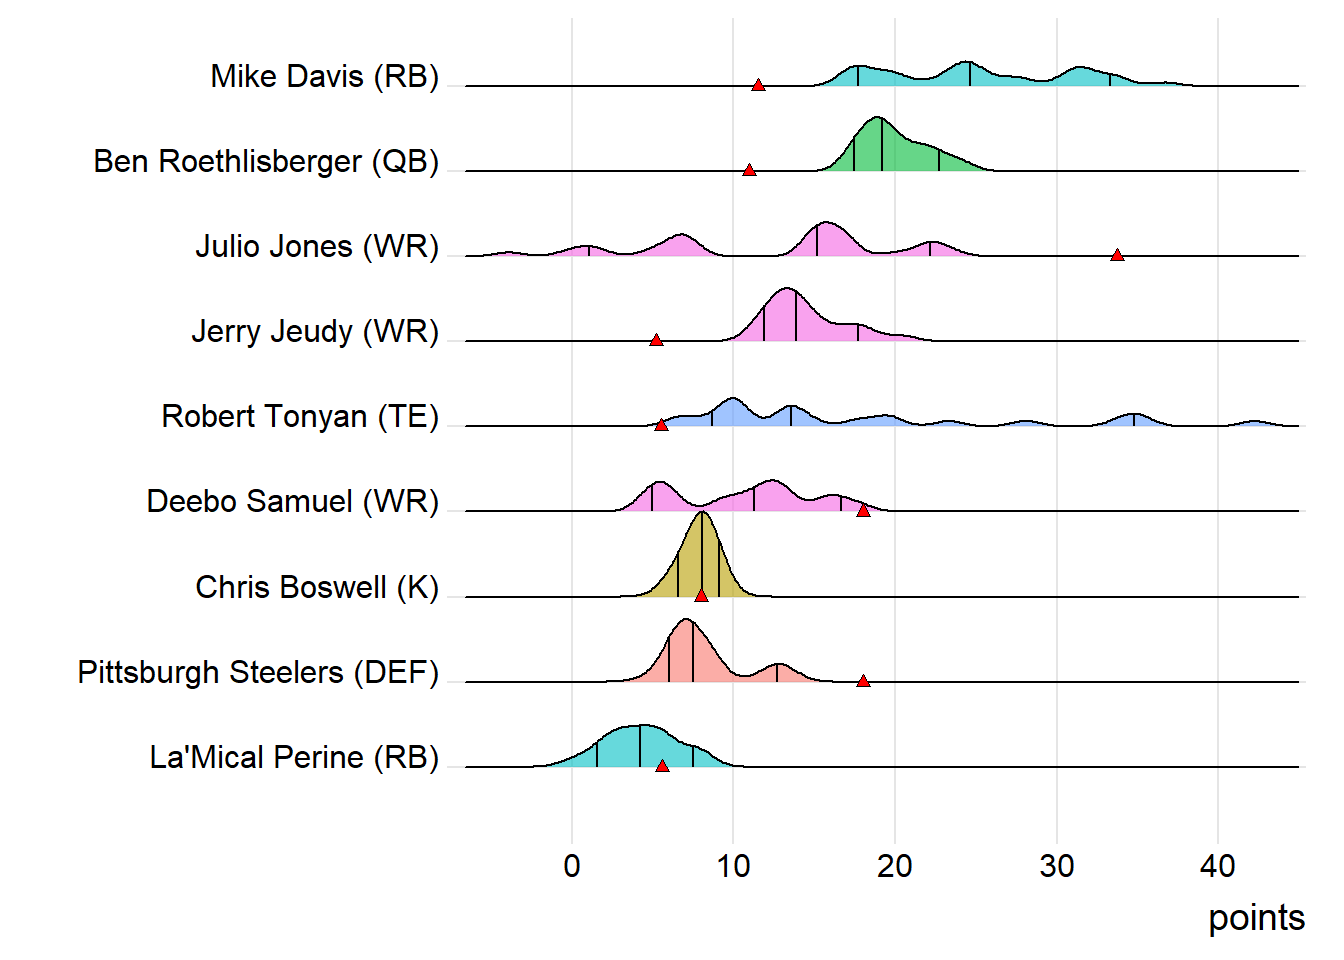 Mike Davis (RB)
Ben Roethlisberger (QB)
Julio Jones (WR)
Jerry Jeudy (WR)
Robert Tonyan (TE)
Deebo Samuel (WR)
Chris Boswell (K)
Pittsburgh Steelers (DEF)
La'Mical Perine (RB)
0 10 20 30 40
points